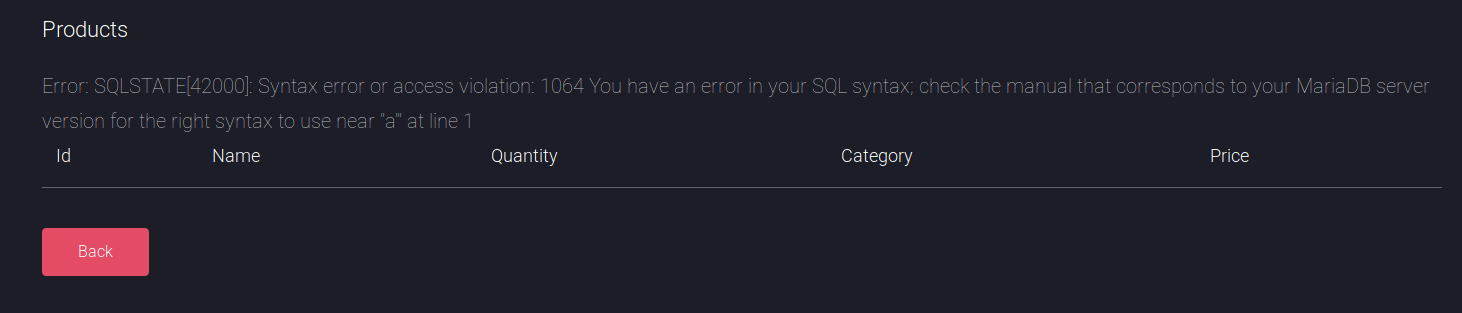 Products
Error: SQLSTATE[42000]: Syntax error or access violation: 1064 You have an error in your SQL syntax; check the manual that corresponds to your MariaDB server
version for the right syntax to use near ''a'' at line 1
Id Name Quantity Category Price
Back